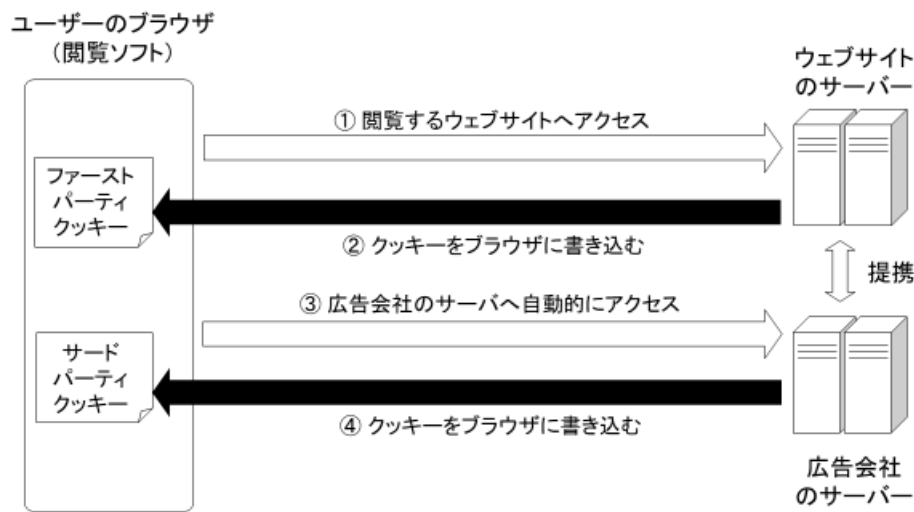 ユーザーのブラウザ
（閲覧ソフト）
ウェブサイト
のサーバー
① 閲覧するウェブサイトへアクセス
ファースト
パーティ
クッキー
② クッキーをブラウザに書き込む
提携
③ 広告会社のサーバへ自動的にアクセス
サード
パーティ
クッキー
④ クッキーをブラウザに書き込む
広告会社
のサーバー